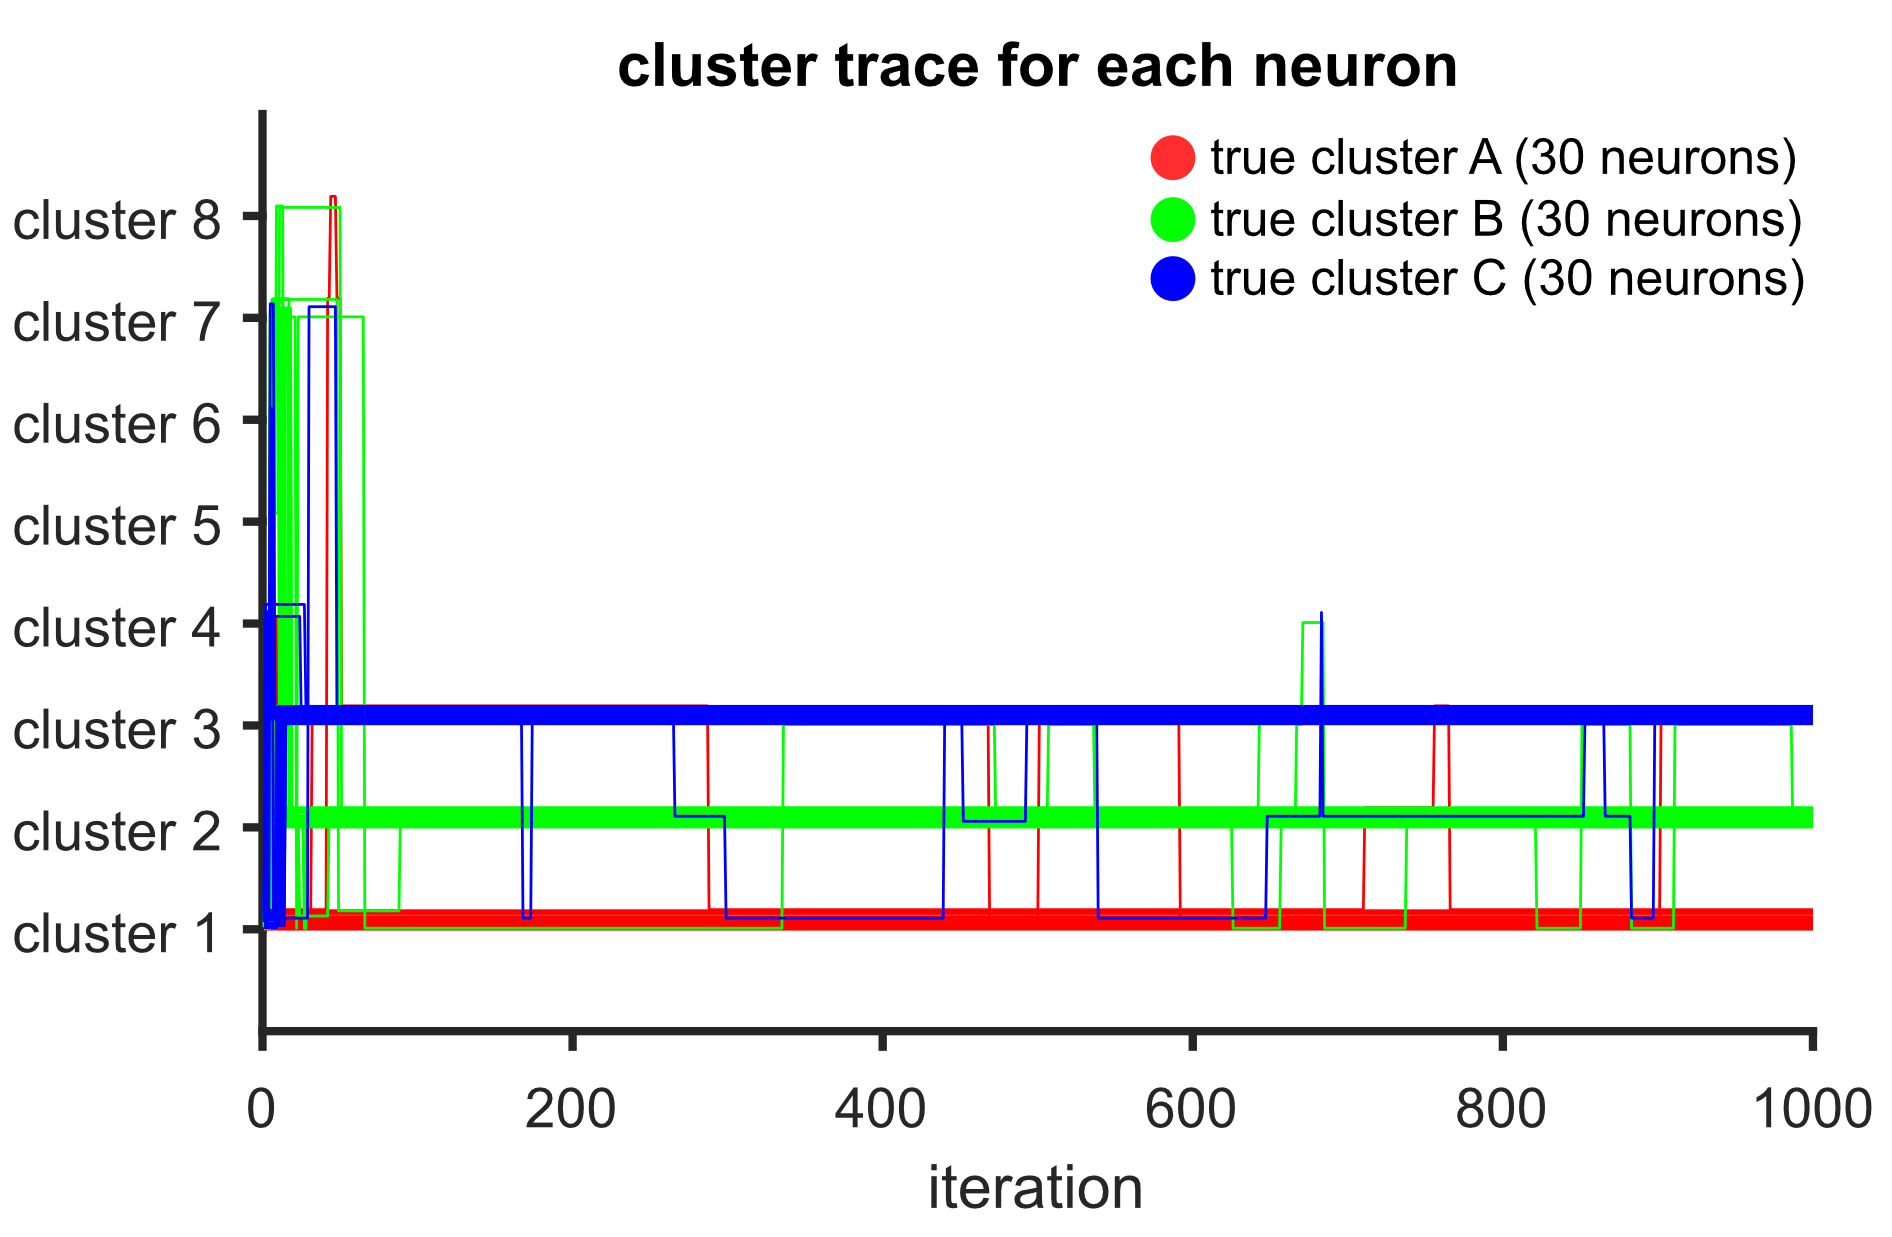 cluster trace for each neuron
true cluster A (30 neurons)
true cluster B (30 neurons)
true cluster C (30 neurons)
cluster 8
cluster 7
cluster 6
cluster 5
cluster 4
cluster 3
cluster 2
cluster 1
0 200 400 600 800 1000
iteration